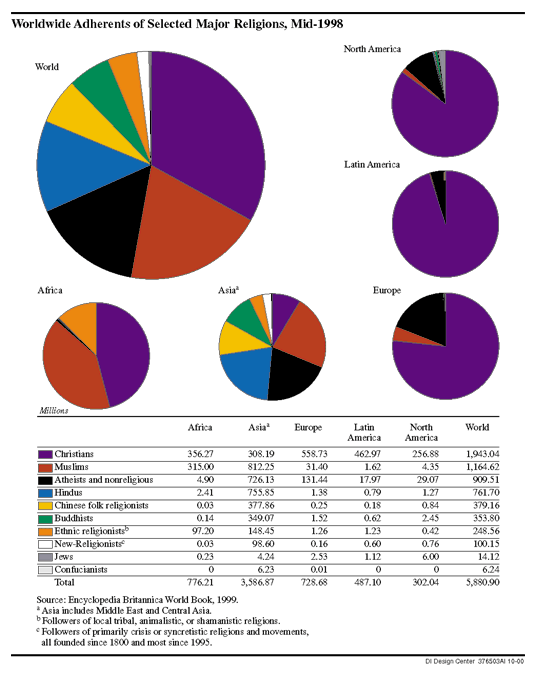 Worldwide Adherents of Selected Major Religions, Mid-1998
World
North America
Latin America
Africa
Asiaª
Europe
Millions
Africa Asiaª Europe Latin America North America World
Christians 356.27 308.19 558.73 462.97 256.88 1,943.04
Muslims 315.00 812.25 31.40 1.62 4.35 1,164.62
Atheists and nonreligious 4.90 726.13 131.44 17.97 29.07 909.51
Hindus 2.41 755.85 1.38 0.79 1.27 761.70
Chinese folk religionists 0.03 377.86 0.25 0.18 0.84 379.16
Buddhists 0.14 349.07 1.52 0.62 2.45 353.80
Ethnic religionistsᵇ 97.20 148.45 1.26 1.23 0.42 248.56
New-Religionistsᶜ 0.03 98.60 0.16 0.60 0.76 100.15
Jews 0.23 4.24 2.53 1.12 6.00 14.12
Confucianists 0 6.23 0.01 0 0 6.24
Total 776.21 3,586.87 728.68 487.10 302.04 5,880.90
Source: Encyclopedia Britannica World Book, 1999.
ª Asia includes Middle East and Central Asia.
ᵇ Followers of local tribal, animalistic, or shamanistic religions.
ᶜ Followers of primarily crisis or syncretistic religions and movements,
all founded since 1800 and most since 1995.
DI Design Center 376503AI 10-00